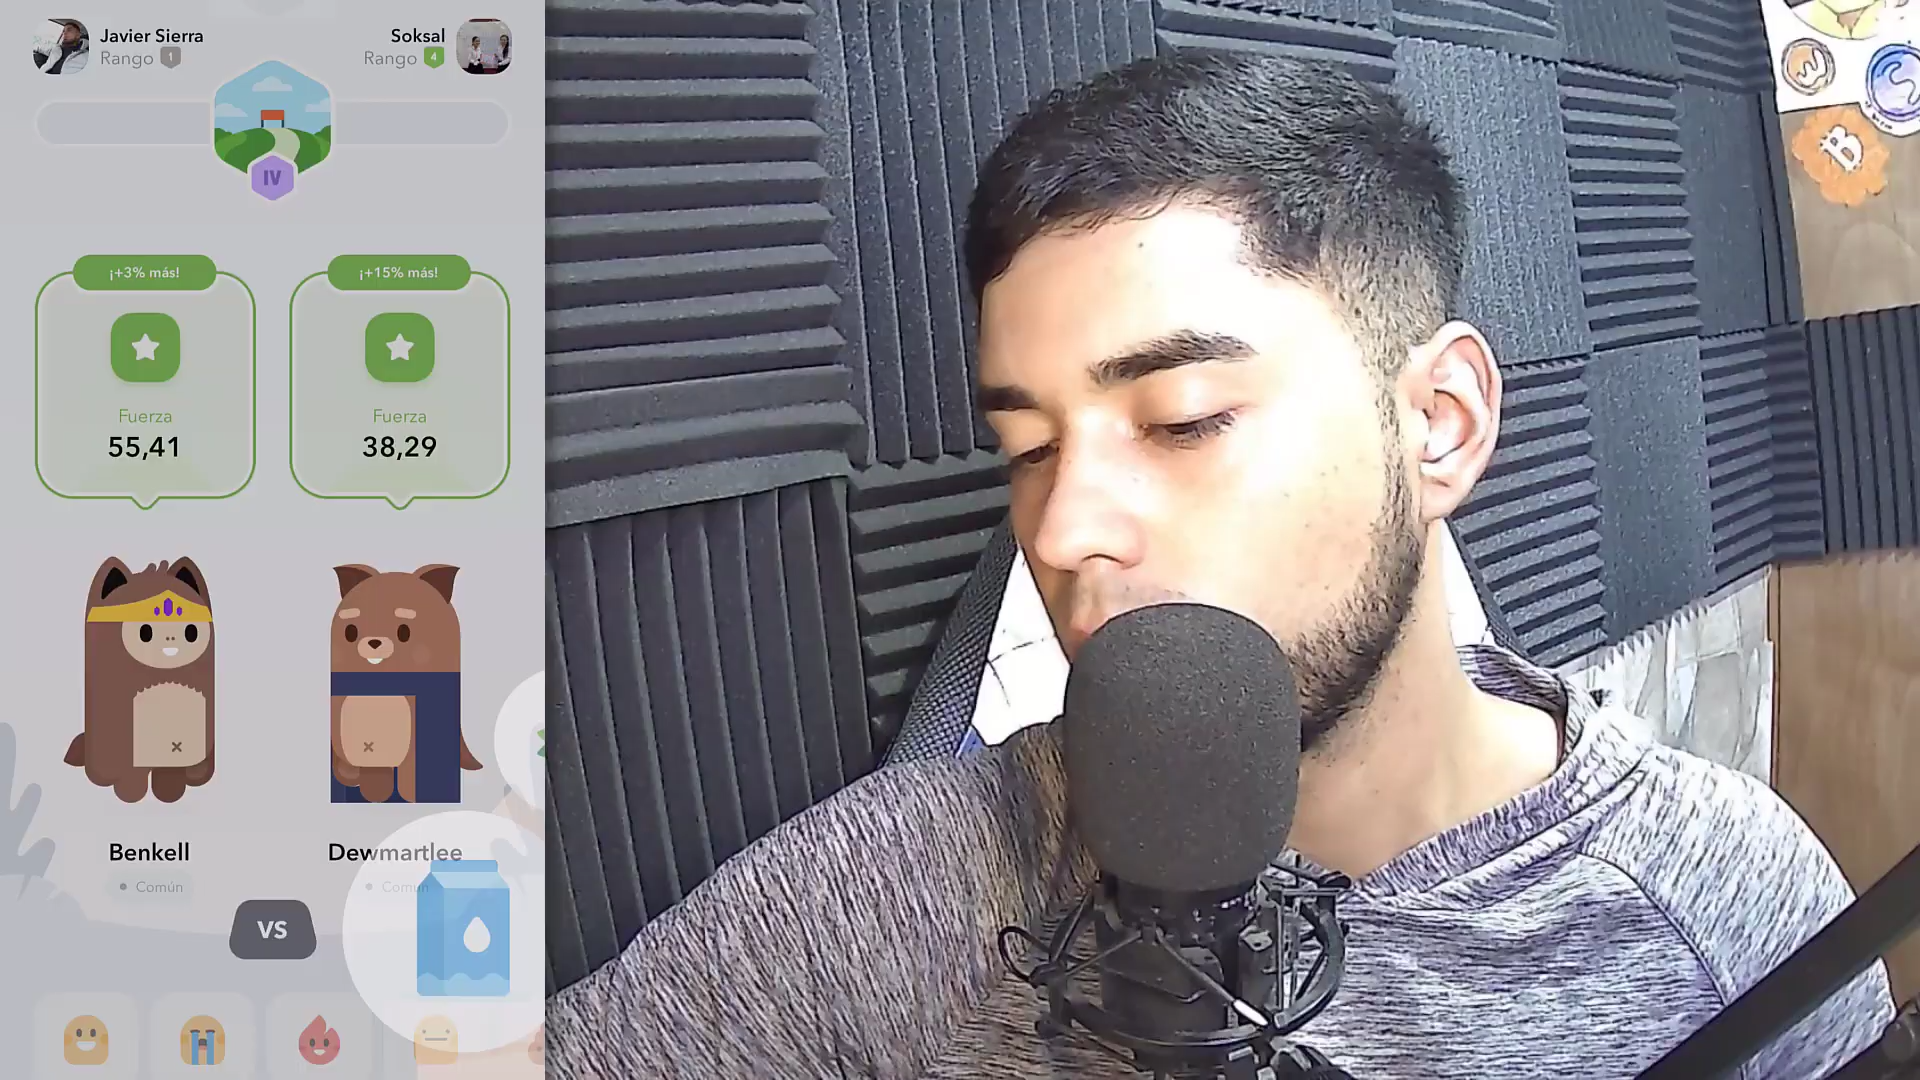 Javier Sierra
Rango 1
Soksal
Rango 4
IV
¡+3% más!
¡+15% más!
Fuerza
55,41
Fuerza
38,29
Benkell
Común
Dewmartlee
Común
VS
W
S
B